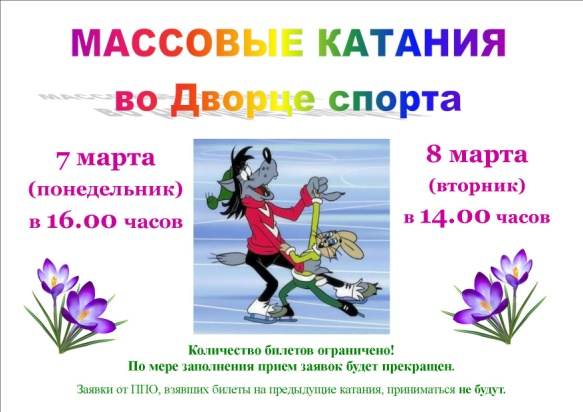 МАССОВЫЕ КАТАНИЯ
во Дворце спорта
7 марта
(понедельник)
в 16.00 часов
8 марта
(вторник)
в 14.00 часов
Количество билетов ограничено!
По мере заполнения прием заявок будет прекращен.
Заявки от ППО, взявших билеты на предыдущие катания, приниматься не будут.